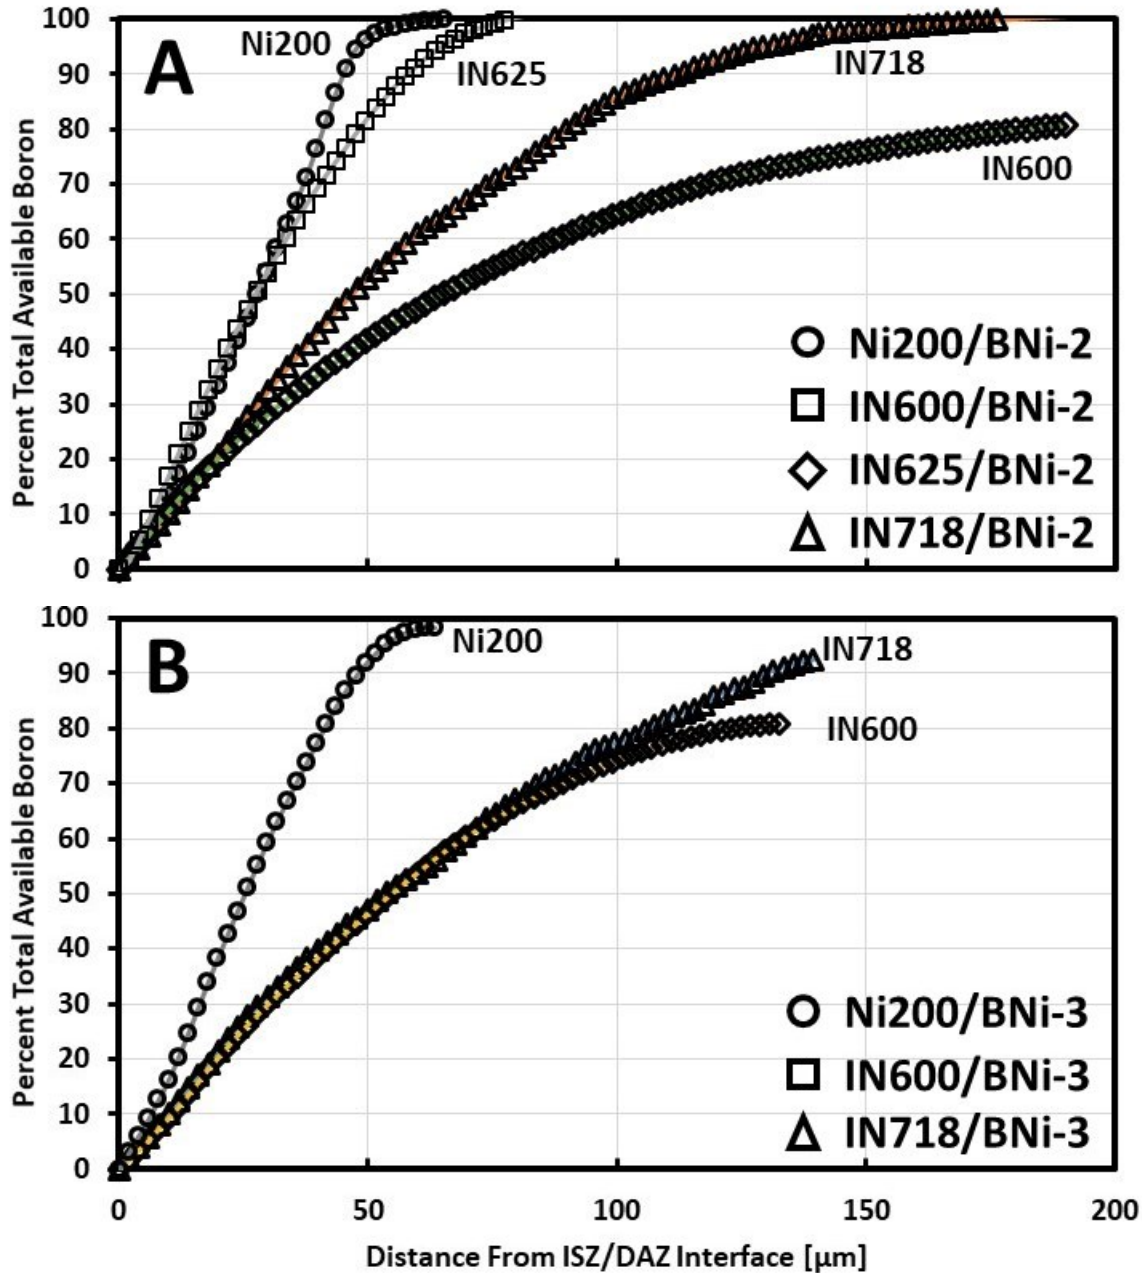 A
Ni200
IN625
IN718
IN600
100
90
80
70
60
50
40
30
20
10
0
Percent Total Available Boron
Ni200/BNi-2
IN600/BNi-2
IN625/BNi-2
IN718/BNi-2
B
Ni200
IN718
IN600
100
90
80
70
60
50
40
30
20
10
0
Percent Total Available Boron
Ni200/BNi-3
IN600/BNi-3
IN718/BNi-3
0 50 100 150 200
Distance From ISZ/DAZ Interface [µm]